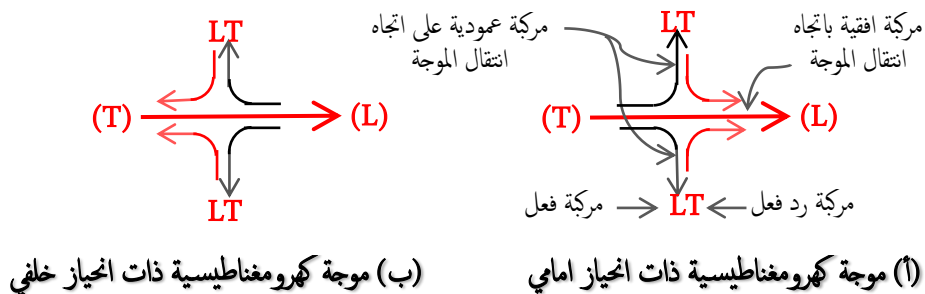 مركبة افقية باتجاه
انتقال الموجة
LT
مركبة عمودية على اتجاه
انتقال الموجة
(T)
(L)
مركبة رد فعل
LT
مركبة فعل
(أ) موجة كهرومغناطيسية ذات انحياز امامي
LT
(T)
(L)
LT
(ب) موجة كهرومغناطيسية ذات انحياز خلفي